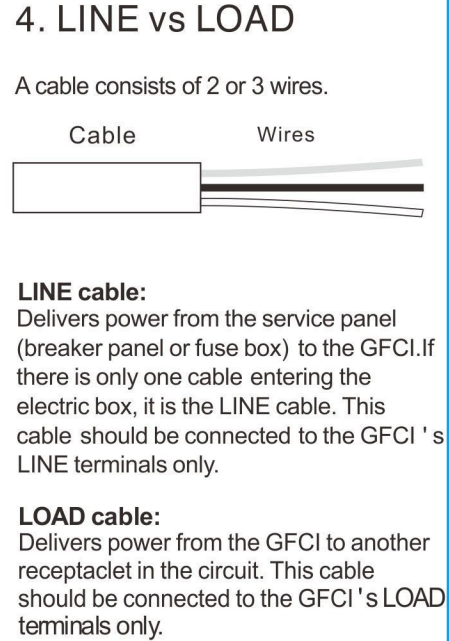 4. LINE vs LOAD
A cable consists of 2 or 3 wires.
Cable Wires
LINE cable:
Delivers power from the service panel
(breaker panel or fuse box) to the GFCI.If
there is only one cable entering the
electric box, it is the LINE cable. This
cable should be connected to the GFCI ' s
LINE terminals only.
LOAD cable:
Delivers power from the GFCI to another
receptaclet in the circuit. This cable
should be connected to the GFCI 's LOAD
terminals only.